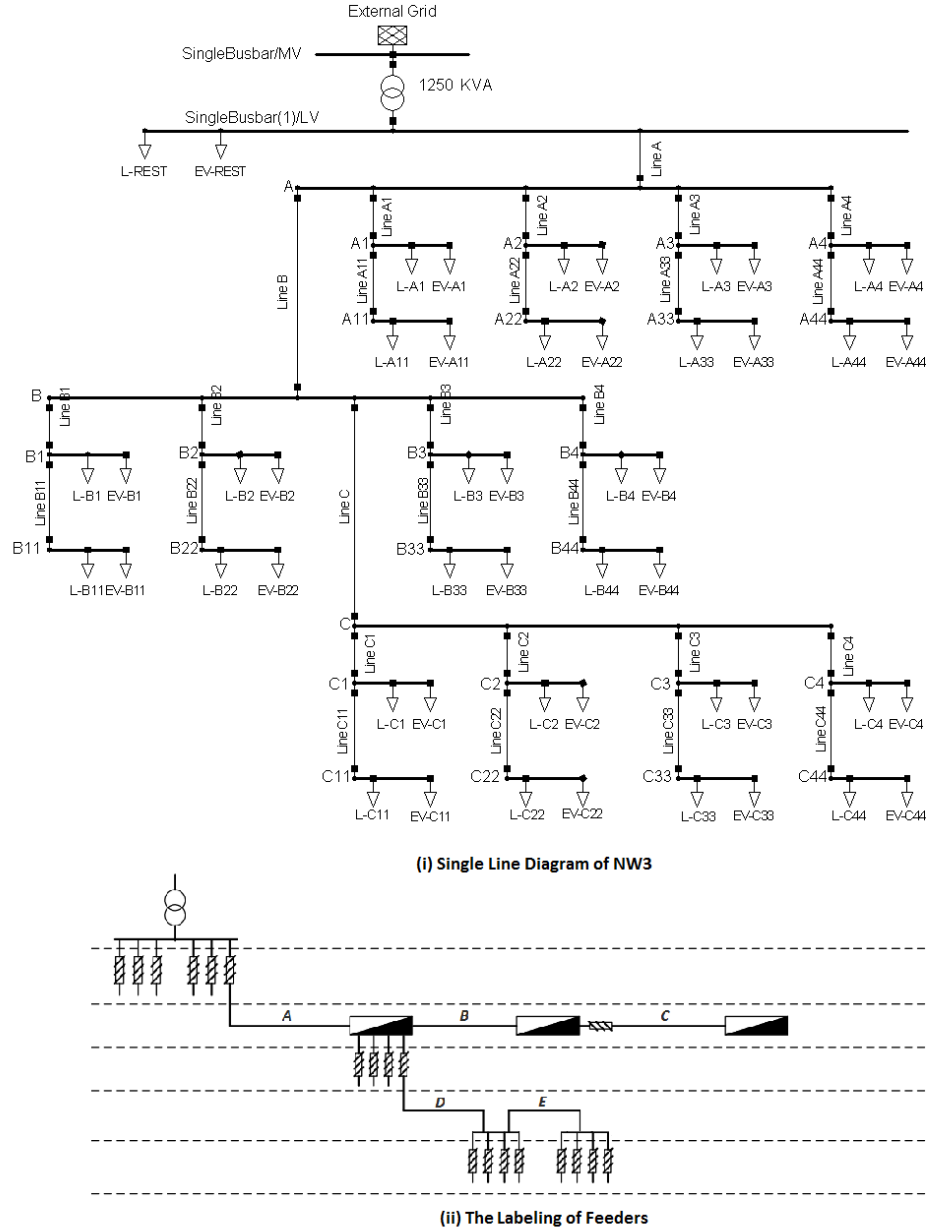 External Grid
SingleBusbar/MV
1250 KVA
SingleBusbar(1)/LV
L-REST EV-REST
Line A
A
Line A1 Line A2 Line A3 Line A4
Line B
A1 A2 A3 A4
L-A1 EV-A1 L-A2 EV-A2 L-A3 EV-A3 L-A4 EV-A4
Line A11 Line A22 Line A33 Line A44
A11 A22 A33 A44
L-A11 EV-A11 L-A22 EV-A22 L-A33 EV-A33 L-A44 EV-A44
B
Line B1 Line B2 Line B3 Line B4
B1 B2 B3 B4
L-B1 EV-B1 L-B2 EV-B2 L-B3 EV-B3 L-B4 EV-B4
Line B11 Line B22 Line C Line B33 Line B44
B11 B22 B33 B44
L-B11 EV-B11 L-B22 EV-B22 L-B33 EV-B33 L-B44 EV-B44
C
Line C1 Line C2 Line C3 Line C4
C1 C2 C3 C4
L-C1 EV-C1 L-C2 EV-C2 L-C3 EV-C3 L-C4 EV-C4
Line C11 Line C22 Line C33 Line C44
C11 C22 C33 C44
L-C11 EV-C11 L-C22 EV-C22 L-C33 EV-C33 L-C44 EV-C44
(i) Single Line Diagram of NW3
A B C
D E
(ii) The Labeling of Feeders